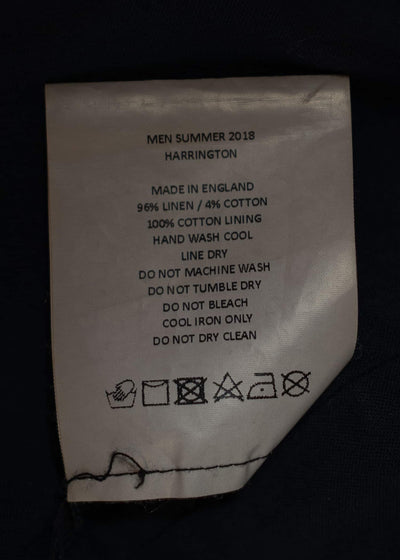 MEN SUMMER 2018
HARRINGTON
MADE IN ENGLAND
96% LINEN / 4% COTTON
100% COTTON LINING
HAND WASH COOL
LINE DRY
DO NOT MACHINE WASH
DO NOT TUMBLE DRY
DO NOT BLEACH
COOL IRON ONLY
DO NOT DRY CLEAN